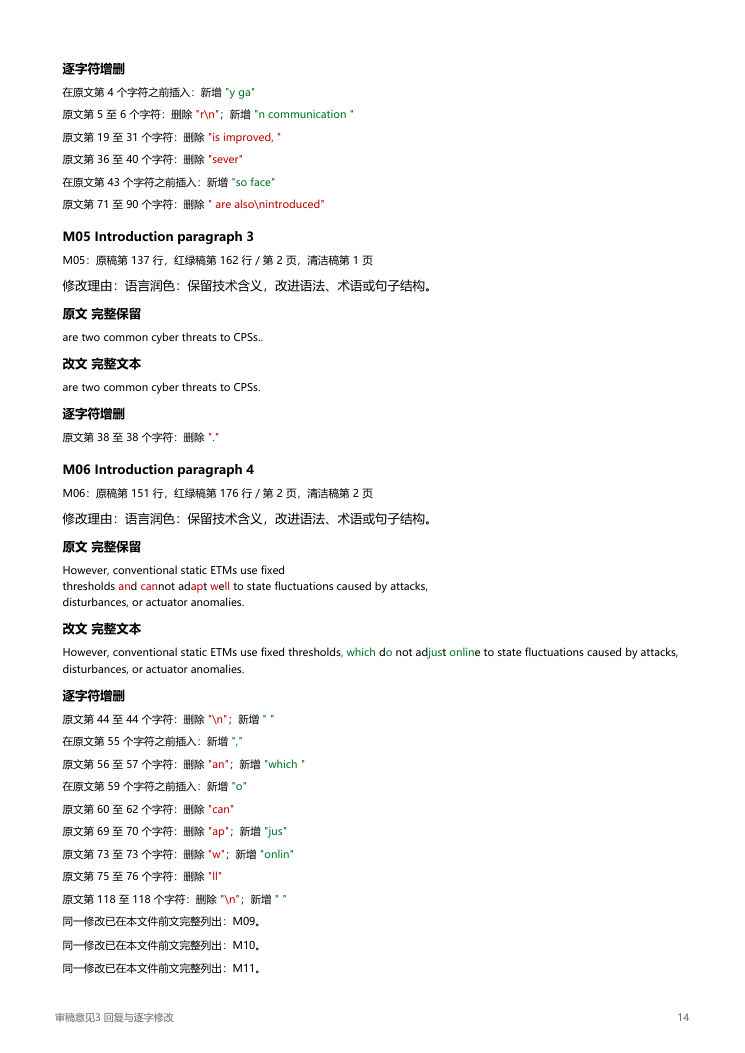 逐字符增删
在原文第 4 个字符之前插入：新增 "y ga"
原文第 5 至 6 个字符：删除 "r\n"；新增 "n communication "
原文第 19 至 31 个字符：删除 "is improved, "
原文第 36 至 40 个字符：删除 "sever"
在原文第 43 个字符之前插入：新增 "so face"
原文第 71 至 90 个字符：删除 " are also\nintroduced"
M05 Introduction paragraph 3
M05：原稿第 137 行，红绿稿第 162 行 / 第 2 页，清洁稿第 1 页
修改理由：语言润色：保留技术含义，改进语法、术语或句子结构。
原文 完整保留
are two common cyber threats to CPSs..
改文 完整文本
are two common cyber threats to CPSs.
逐字符增删
原文第 38 至 38 个字符：删除 "."
M06 Introduction paragraph 4
M06：原稿第 151 行，红绿稿第 176 行 / 第 2 页，清洁稿第 2 页
修改理由：语言润色：保留技术含义，改进语法、术语或句子结构。
原文 完整保留
However, conventional static ETMs use fixed
thresholds and cannot adapt well to state fluctuations caused by attacks,
disturbances, or actuator anomalies.
改文 完整文本
However, conventional static ETMs use fixed thresholds, which do not adjust online to state fluctuations caused by attacks,
disturbances, or actuator anomalies.
逐字符增删
原文第 44 至 44 个字符：删除 "\n"；新增 " "
在原文第 55 个字符之前插入：新增 ","
原文第 56 至 57 个字符：删除 "an"；新增 "which "
在原文第 59 个字符之前插入：新增 "o"
原文第 60 至 62 个字符：删除 "can"
原文第 69 至 70 个字符：删除 "ap"；新增 "jus"
原文第 73 至 73 个字符：删除 "w"；新增 "onlin"
原文第 75 至 76 个字符：删除 "ll"
原文第 118 至 118 个字符：删除 "\n"；新增 " "
同一修改已在本文件前文完整列出：M09。
同一修改已在本文件前文完整列出：M10。
同一修改已在本文件前文完整列出：M11。
审稿意见3 回复与逐字修改
14